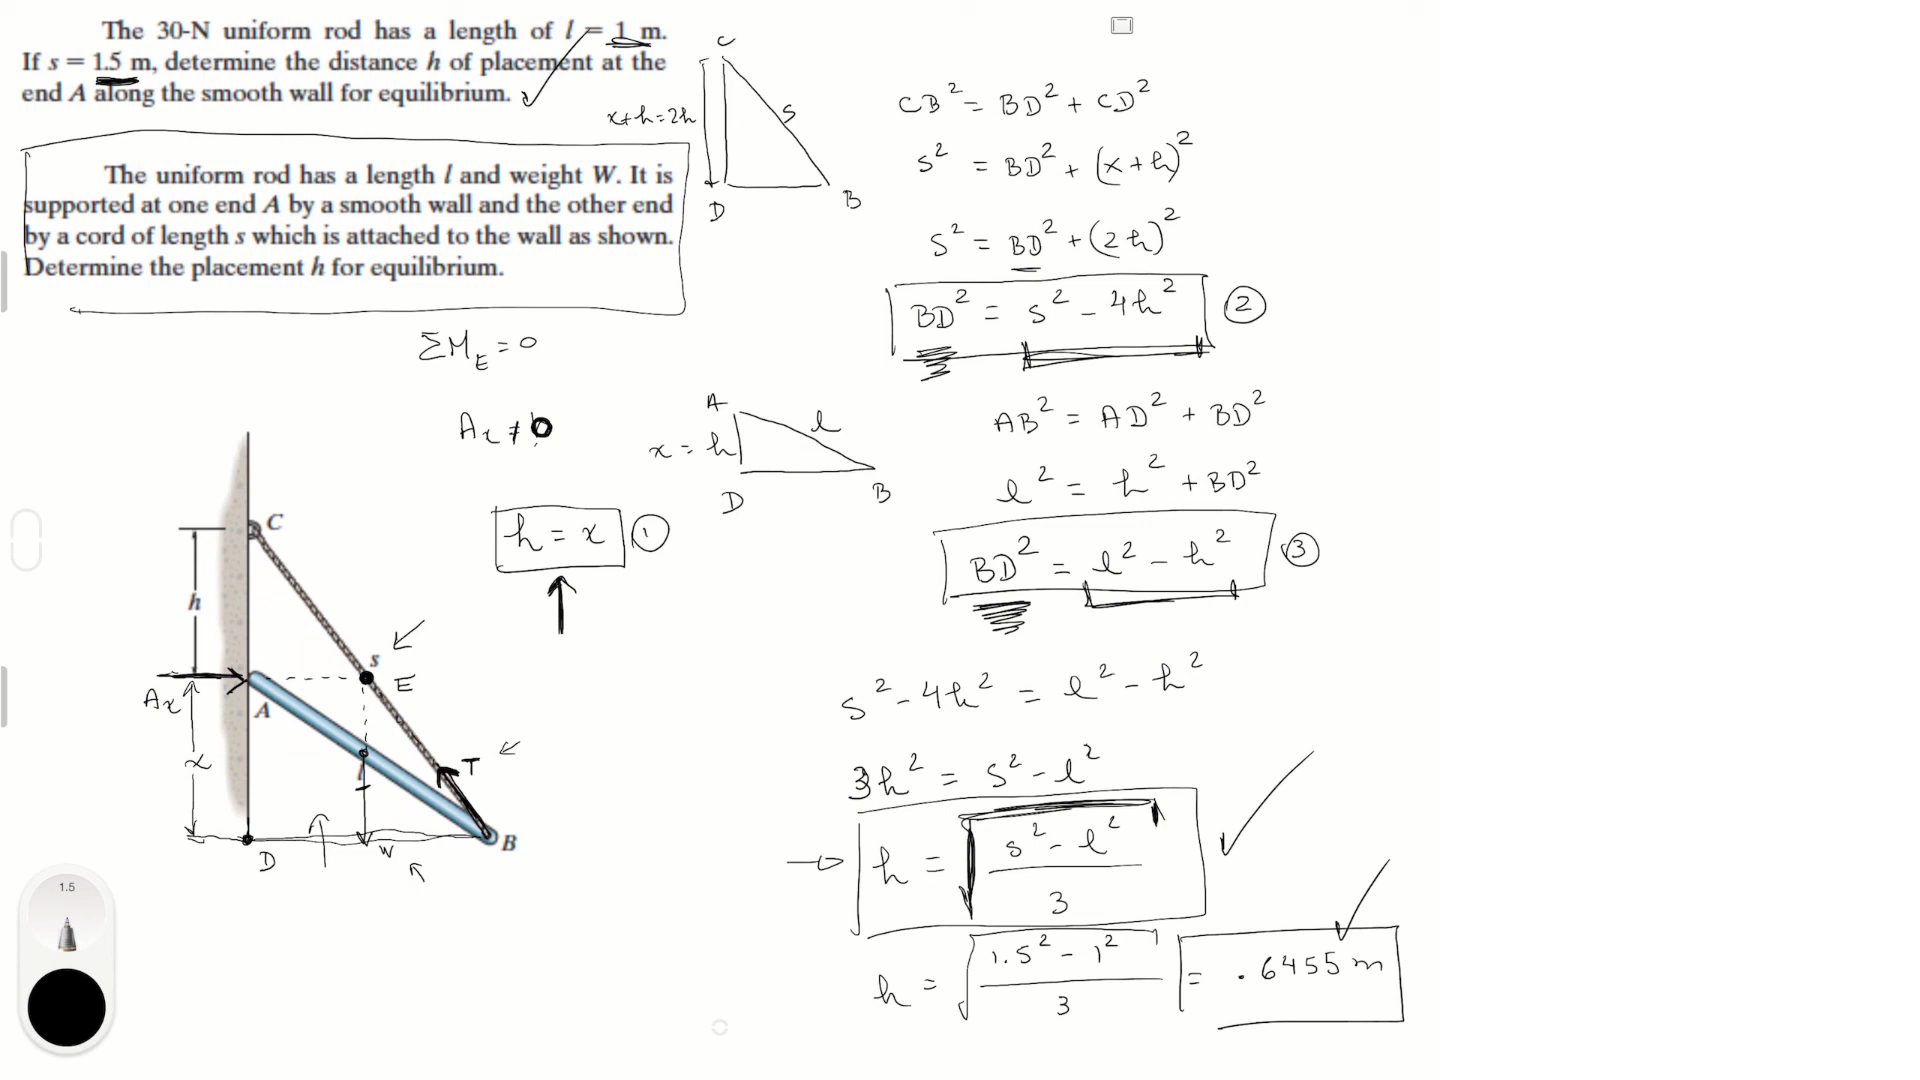 The 30-N uniform rod has a length of l = 1 m.
If s = 1.5 m, determine the distance h of placement at the
end A along the smooth wall for equilibrium.
The uniform rod has a length l and weight W. It is
supported at one end A by a smooth wall and the other end
by a cord of length s which is attached to the wall as shown.
Determine the placement h for equilibrium.
ΣM_E = 0
A_x ≠ 0
h = x ①
C
h
s
E
A_x
A
x
T
l
D
W
B
1.5
C
x+h=2h
s
D
B
CB² = BD² + CD²
s² = BD² + (x+h)²
s² = BD² + (2h)²
BD² = s² - 4h² ②
A
l
x = h
D
B
AB² = AD² + BD²
l² = h² + BD²
BD² = l² - h² ③
s² - 4h² = l² - h²
3h² = s² - l²
h = √((s² - l²)/3)
h = √((1.5² - 1²)/3) = .6455 m